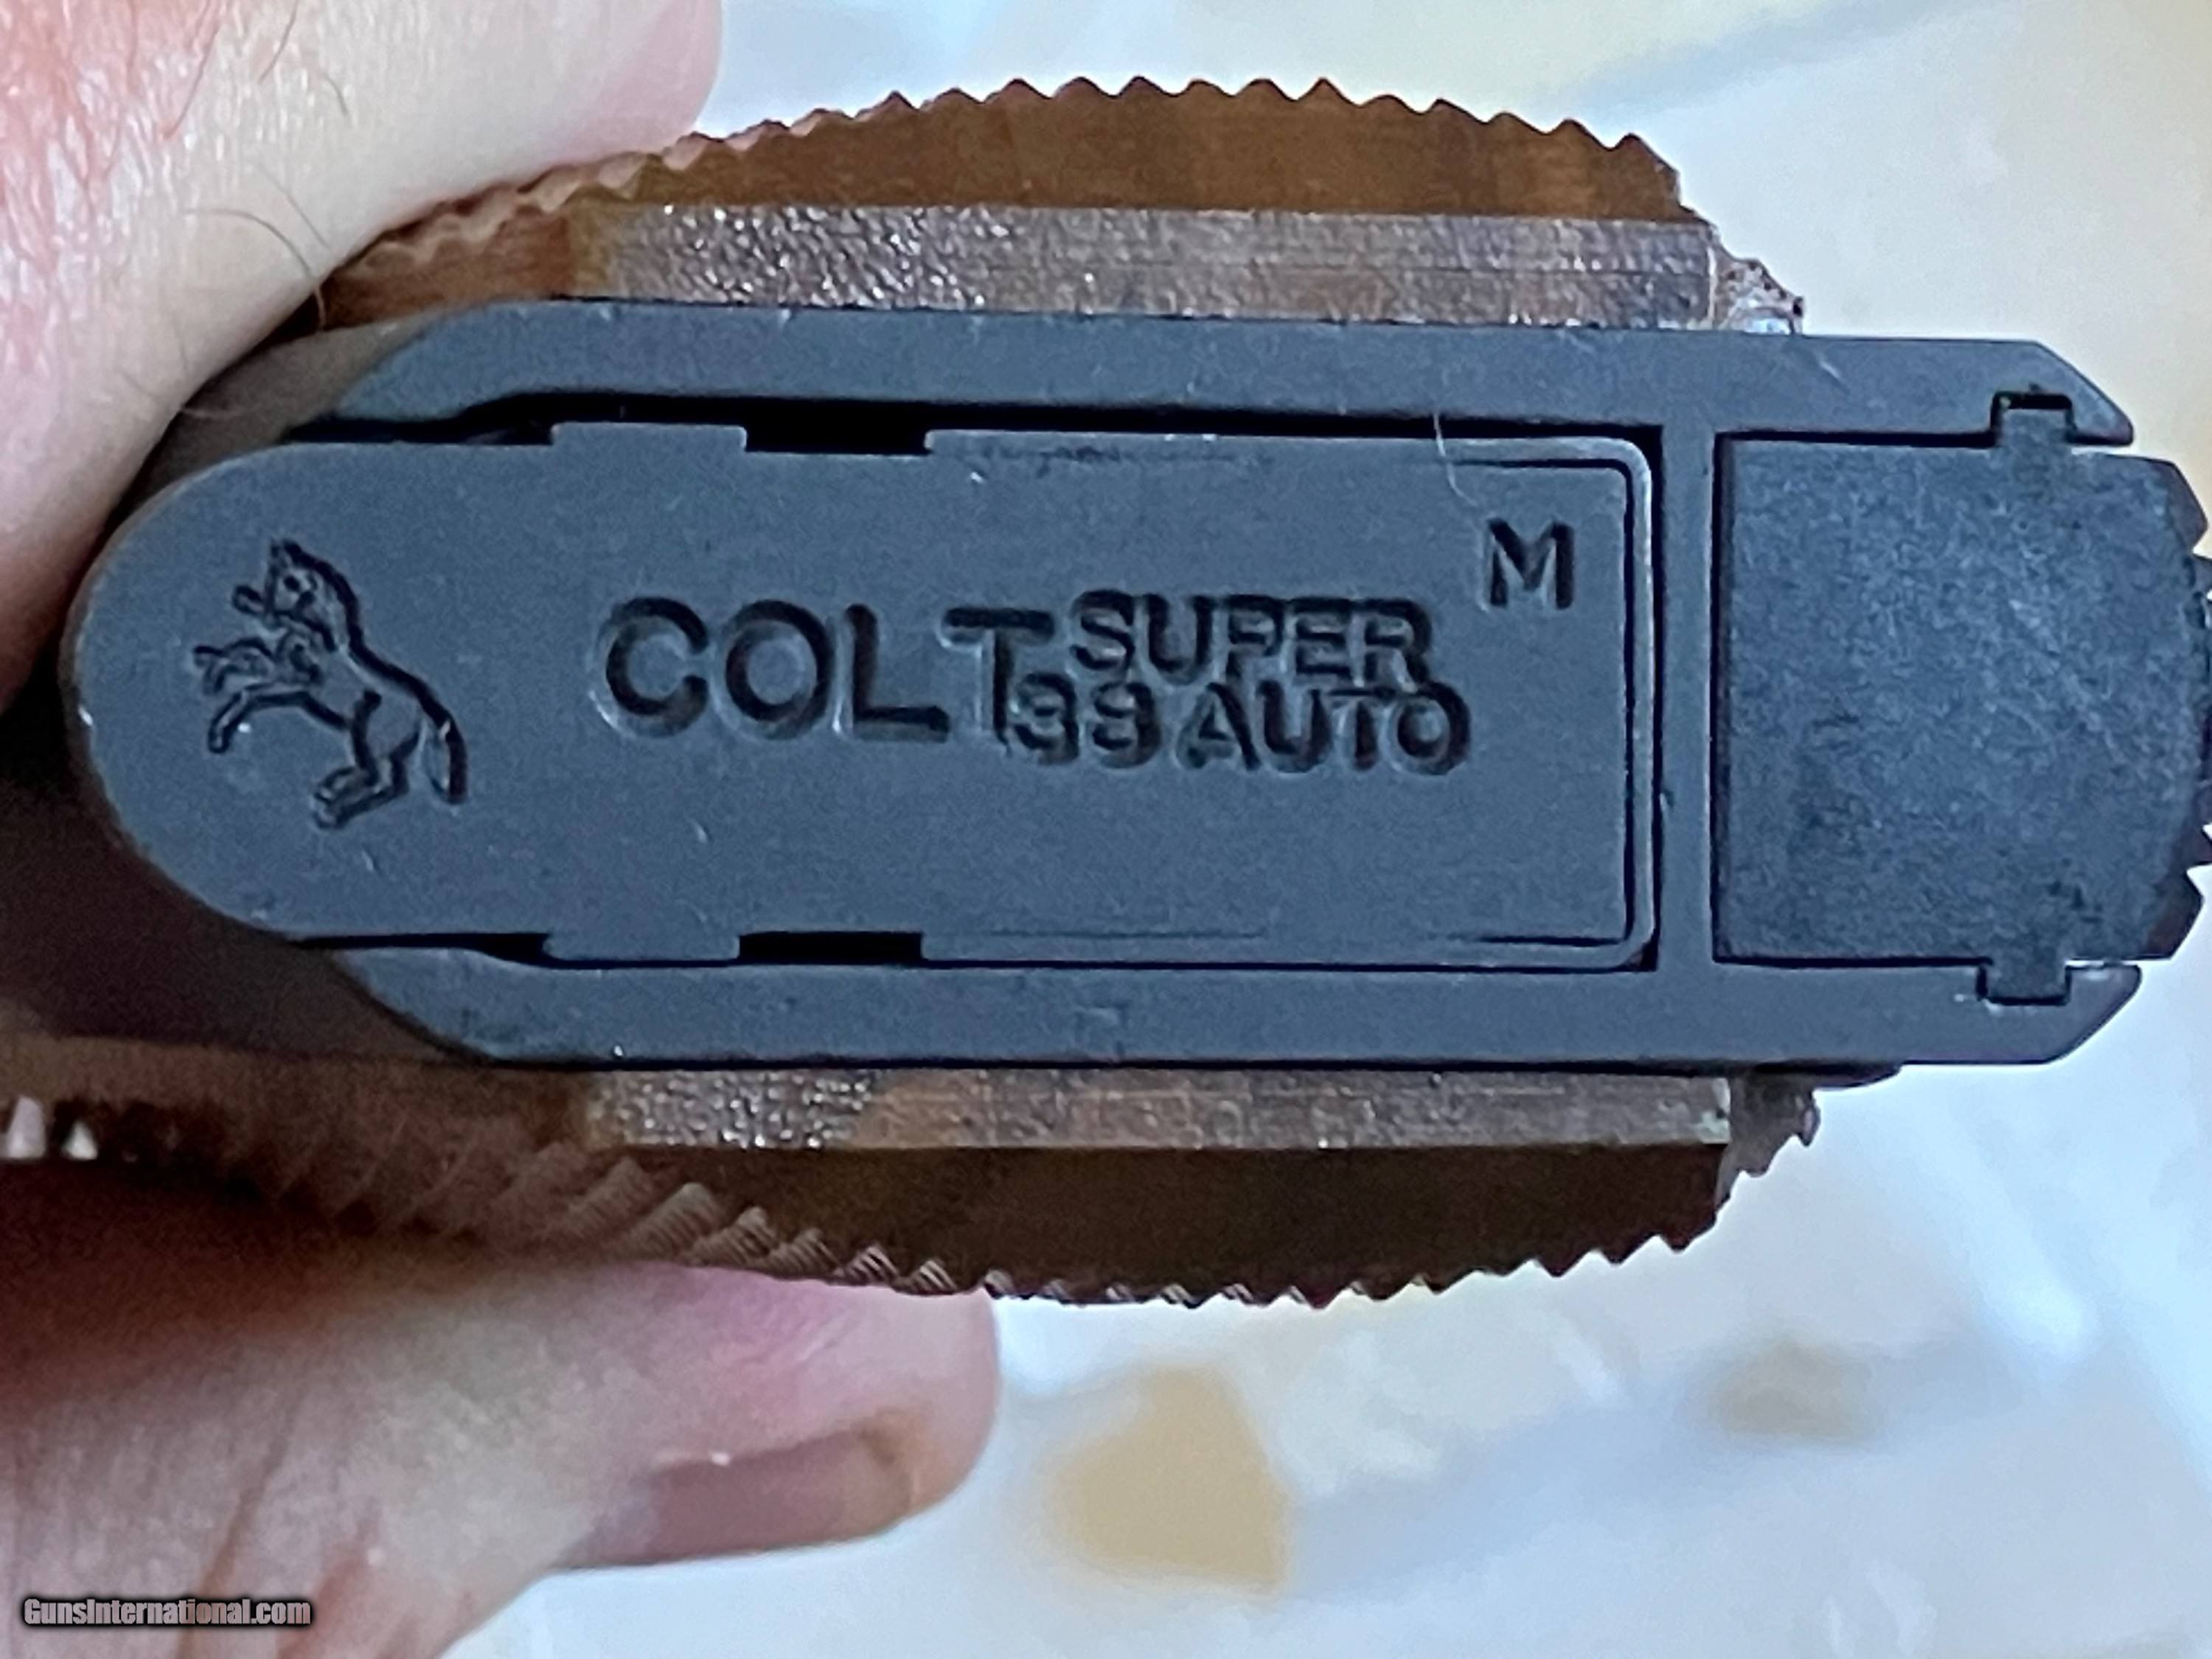 M
COLT SUPER
38 AUTO
GunsInternational.com